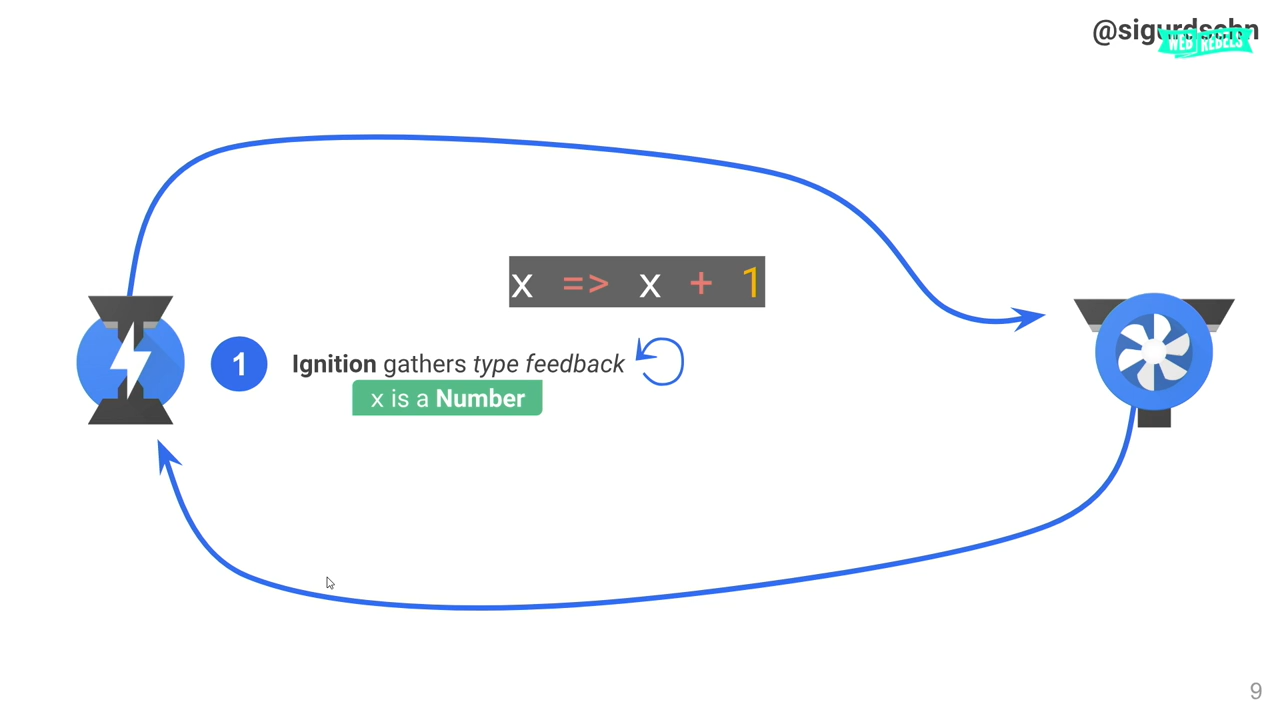 @sigurdschn
WEB REBELS
x => x + 1
1 Ignition gathers type feedback
x is a Number
9